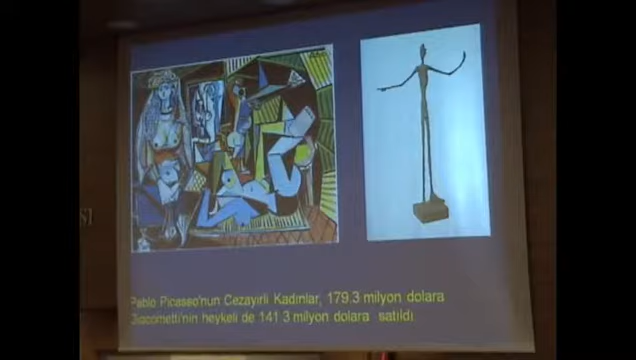 Pablo Picasso'nun Cezayirli Kadınlar, 179.3 milyon dolara
Giacometti'nin heykeli de 141.3 milyon dolara satıldı